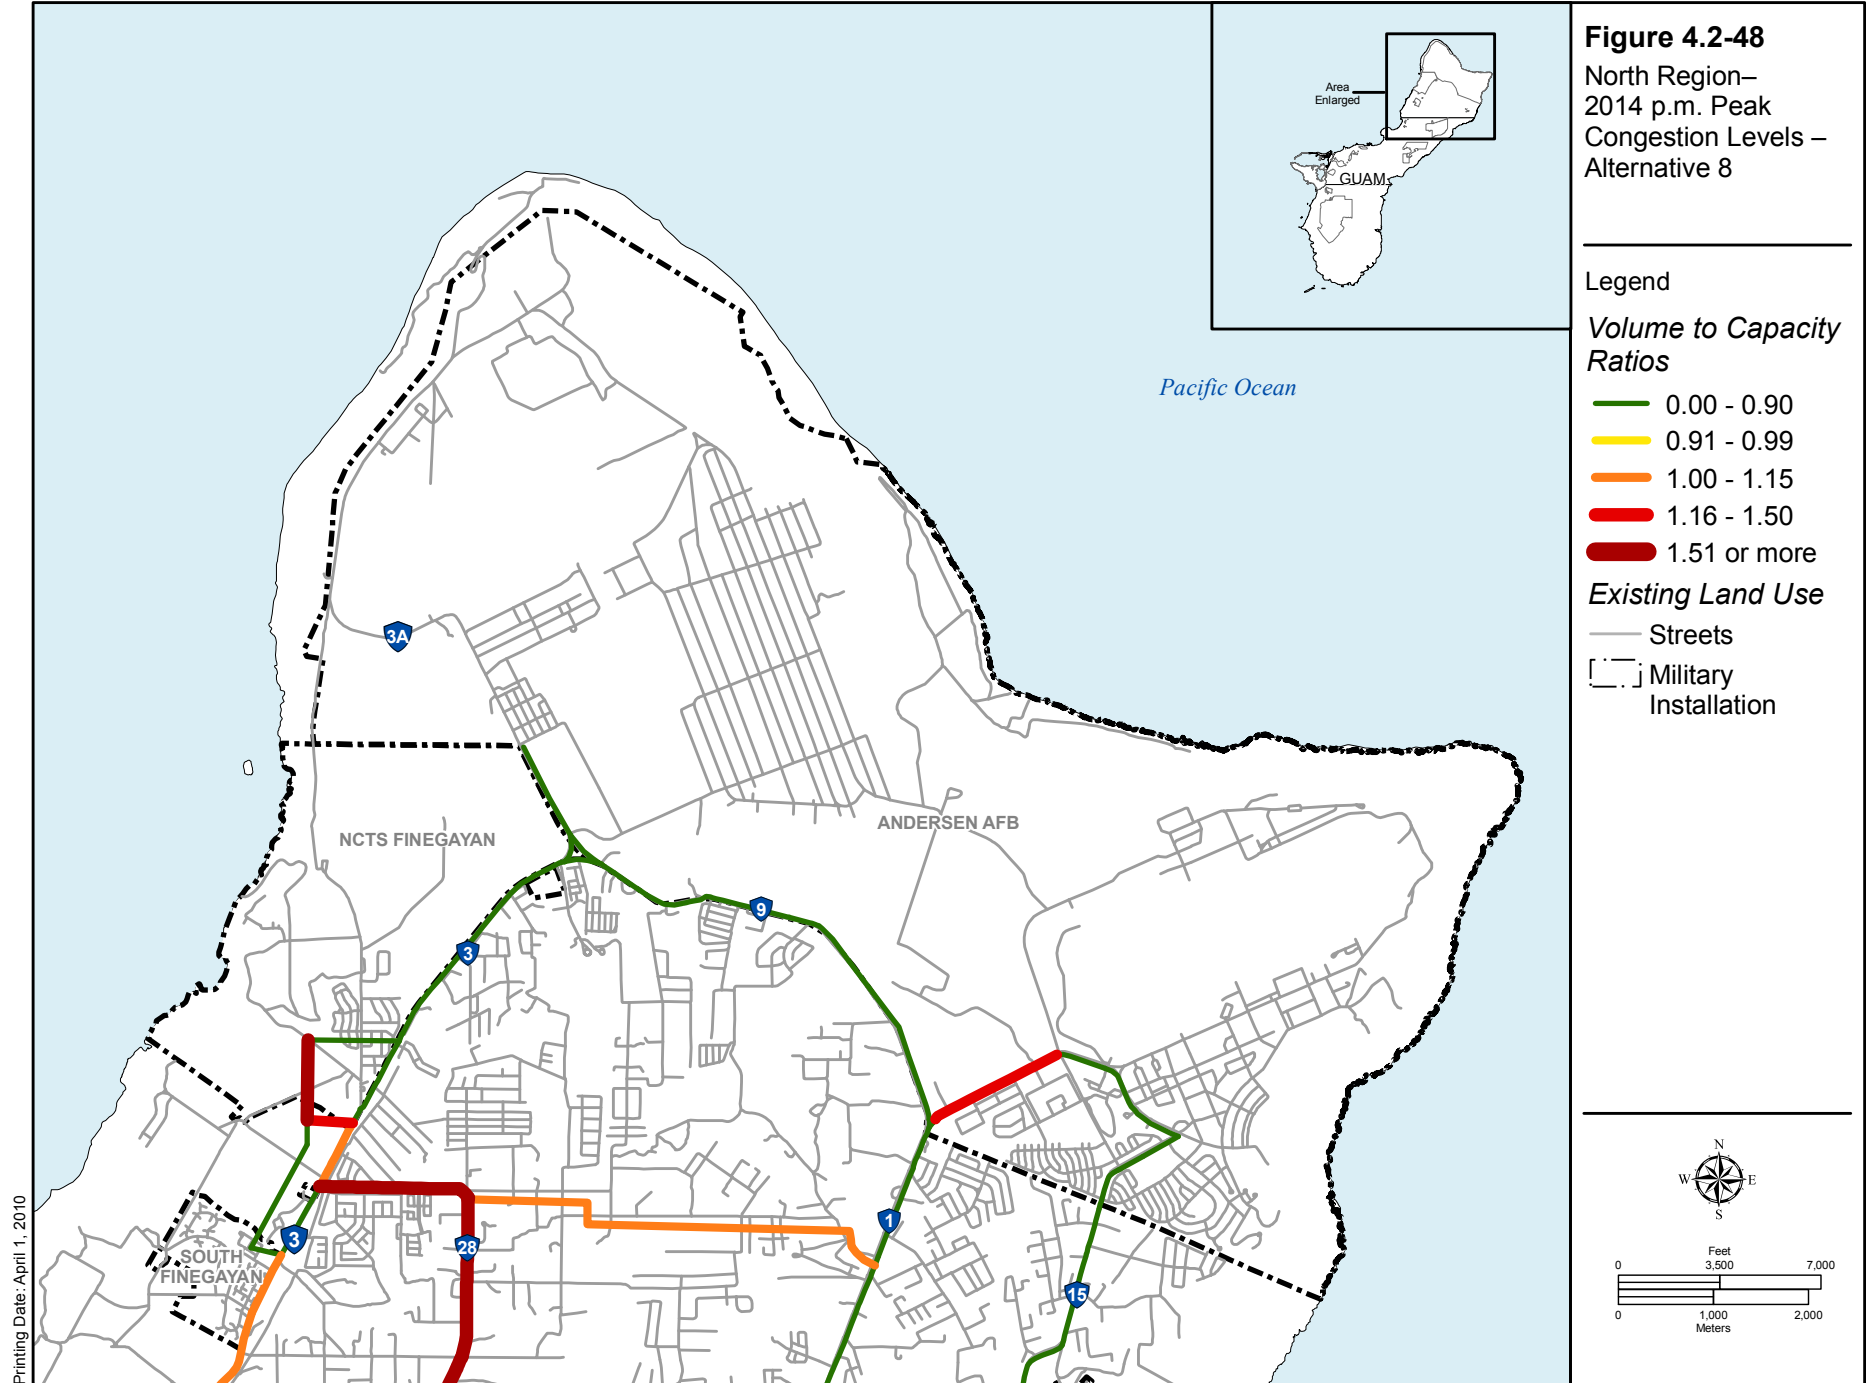 Figure 4.2-48
North Region–
2014 p.m. Peak
Congestion Levels –
Alternative 8
Legend
Volume to Capacity
Ratios
0.00 - 0.90
0.91 - 0.99
1.00 - 1.15
1.16 - 1.50
1.51 or more
Existing Land Use
Streets
Military
Installation
N
W E
S
Feet
0 3,500 7,000
0 1,000 2,000
Meters
Area
Enlarged
GUAM
Pacific Ocean
3A
NCTS FINEGAYAN
ANDERSEN AFB
9
3
1
3
28
SOUTH
FINEGAYAN
15
Printing Date: April 1, 2010